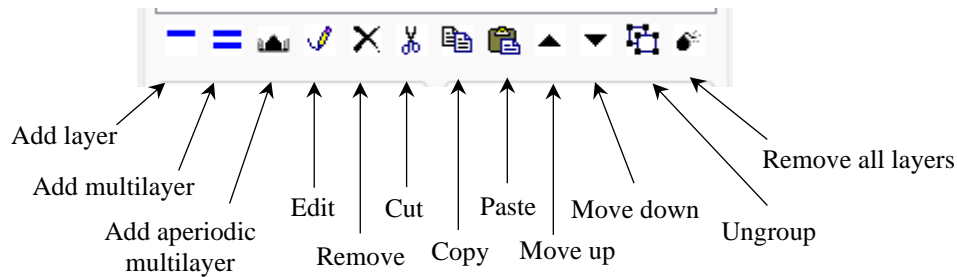 Add layer
Add multilayer
Add aperiodic
multilayer
Edit
Remove
Cut
Copy
Paste
Move up
Move down
Ungroup
Remove all layers